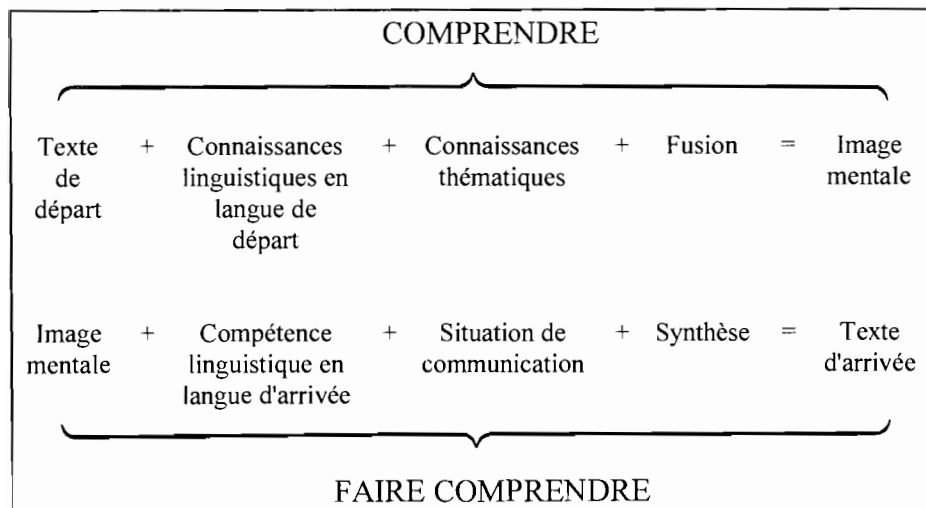 COMPRENDRE
Texte + Connaissances + Connaissances + Fusion = Image
de linguistiques en thématiques mentale
départ langue de
départ
Image + Compétence + Situation de + Synthèse = Texte
mentale linguistique en communication d'arrivée
langue d'arrivée
FAIRE COMPRENDRE